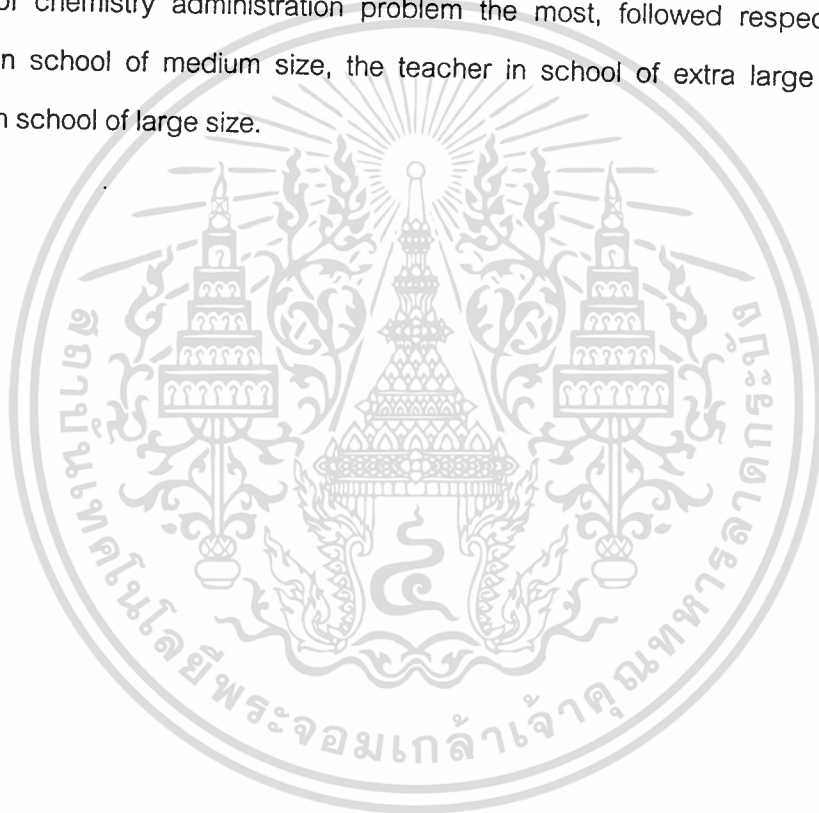 chemistry administration problem the most, followed
school of medium size, the teacher in school of extra large
school of large size.
สถาบันเทคโนโลยีพระจอมเกล้าเจ้าคุณทหารลาดกระบัง
๔